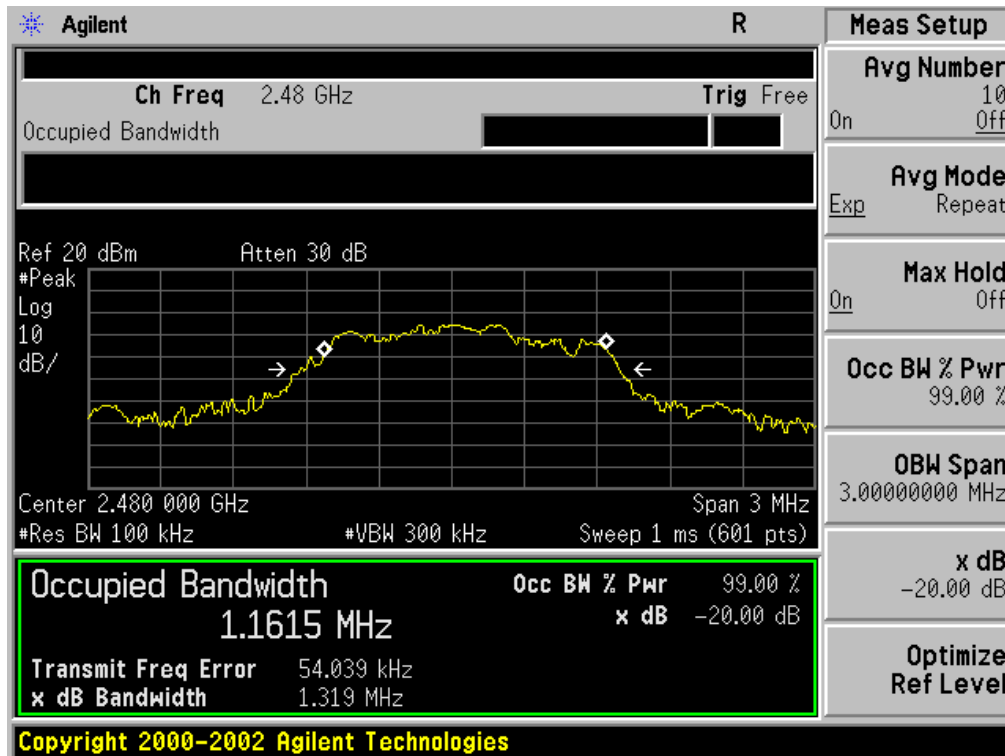 Agilent R Meas Setup
Avg Number
10
On Off
Ch Freq 2.48 GHz Trig Free
Occupied Bandwidth
Avg Mode
Exp Repeat
Ref 20 dBm Atten 30 dB
#Peak
Log
10
dB/
Max Hold
On Off
Occ BW % Pwr
99.00 %
OBW Span
3.00000000 MHz
Center 2.480 000 GHz Span 3 MHz
#Res BW 100 kHz #VBW 300 kHz Sweep 1 ms (601 pts)
x dB
-20.00 dB
Occupied Bandwidth
1.1615 MHz
Occ BW % Pwr 99.00 %
x dB -20.00 dB
Transmit Freq Error 54.039 kHz
x dB Bandwidth 1.319 MHz
Optimize
Ref Level
Copyright 2000-2002 Agilent Technologies